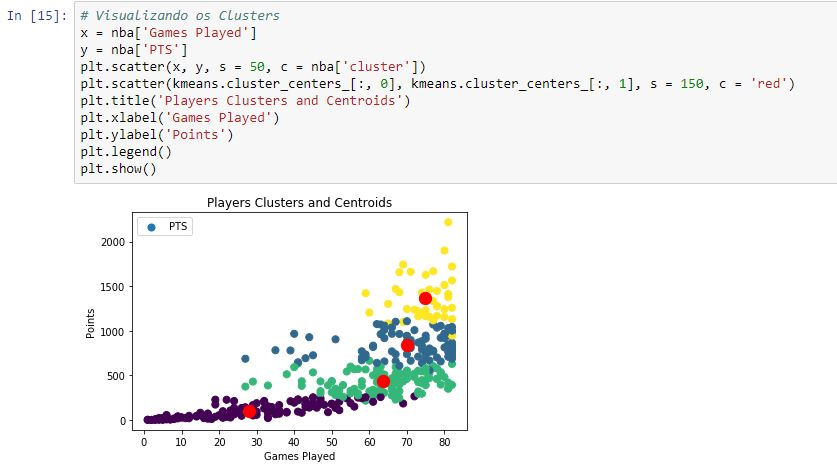 In [15]: # Visualizando os Clusters
x = nba['Games Played']
y = nba['PTS']
plt.scatter(x, y, s = 50, c = nba['cluster'])
plt.scatter(kmeans.cluster_centers_[:, 0], kmeans.cluster_centers_[:, 1], s = 150, c = 'red')
plt.title('Players Clusters and Centroids')
plt.xlabel('Games Played')
plt.ylabel('Points')
plt.legend()
plt.show()
Players Clusters and Centroids
PTS
2000
1500
1000
500
0
Points
0 10 20 30 40 50 60 70 80
Games Played